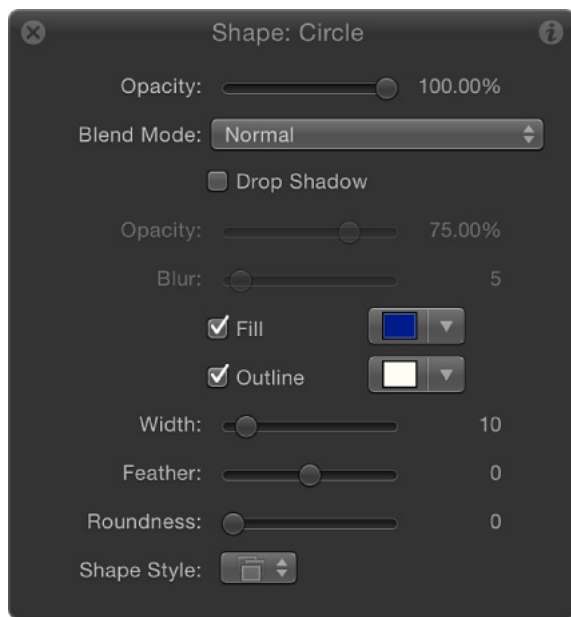 Shape: Circle
Opacity: 100.00%
Blend Mode: Normal
Drop Shadow
Opacity: 75.00%
Blur: 5
Fill
Outline
Width: 10
Feather: 0
Roundness: 0
Shape Style: